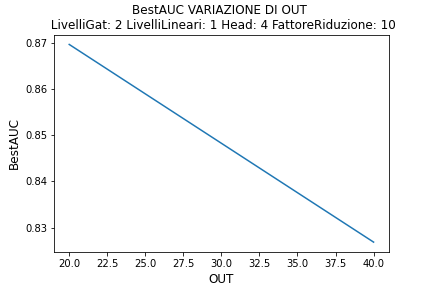 BestAUC VARIAZIONE DI OUT
LivelliGat: 2 LivelliLineari: 1 Head: 4 FattoreRiduzione: 10
0.87
0.86
0.85
0.84
0.83
BestAUC
20.0 22.5 25.0 27.5 30.0 32.5 35.0 37.5 40.0
OUT